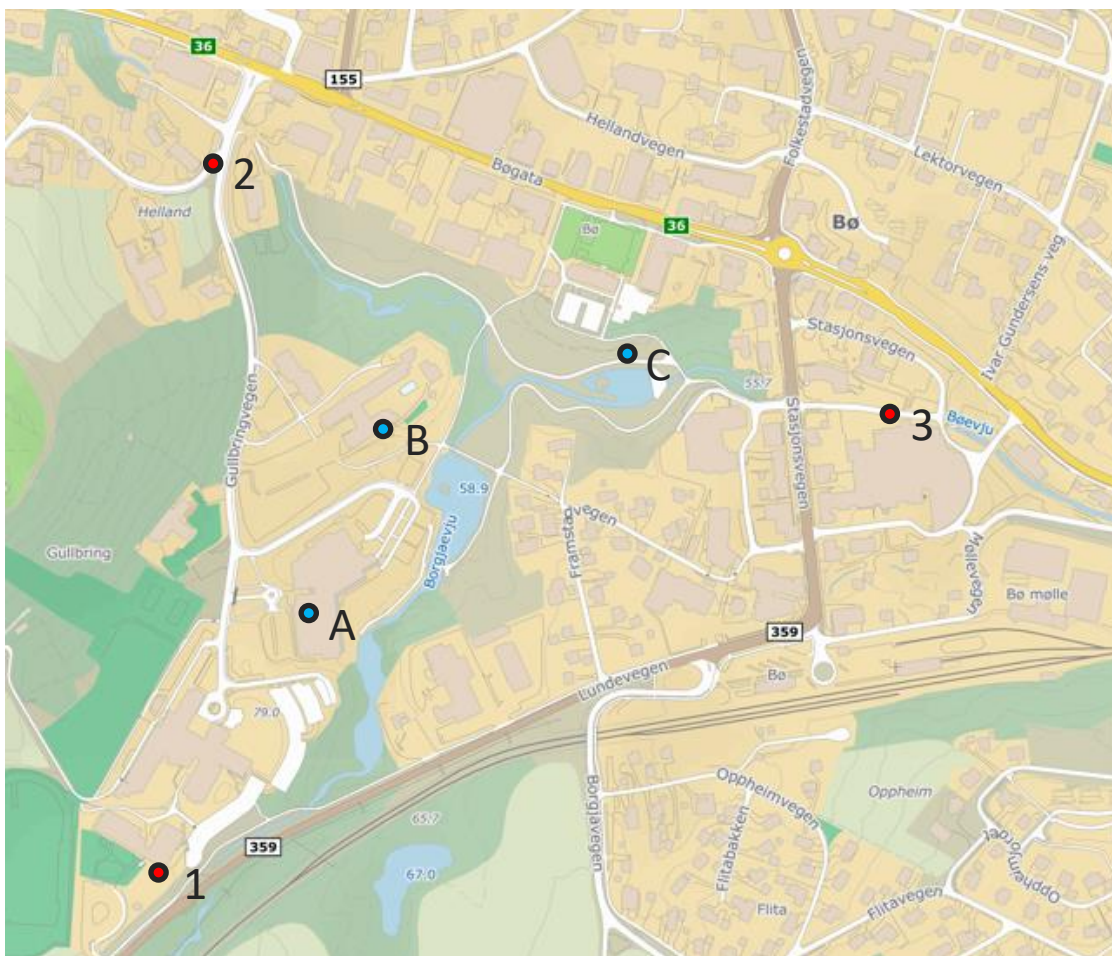 36
155
Folkestadvegen
Hellandvegen
Lektorvegen
2
Bøgata
Helland
Bø
36
Bø
Ivar Gundersens veg
Stasjonsvegen
C
55.7
Gullbringvegen
B
Stasjonsvegen
3
Bøevju
58.9
Framstadvegen
Gullbring
Borgjaevju
Møllevegen
Bø mølle
A
359
Lundevegen
Bø
79.0
Oppheimvegen
Oppheim
Borgjavegen
65.7
359
Flitabakken
67.0
1
Flita
Flitavegen
Oppheimjordet